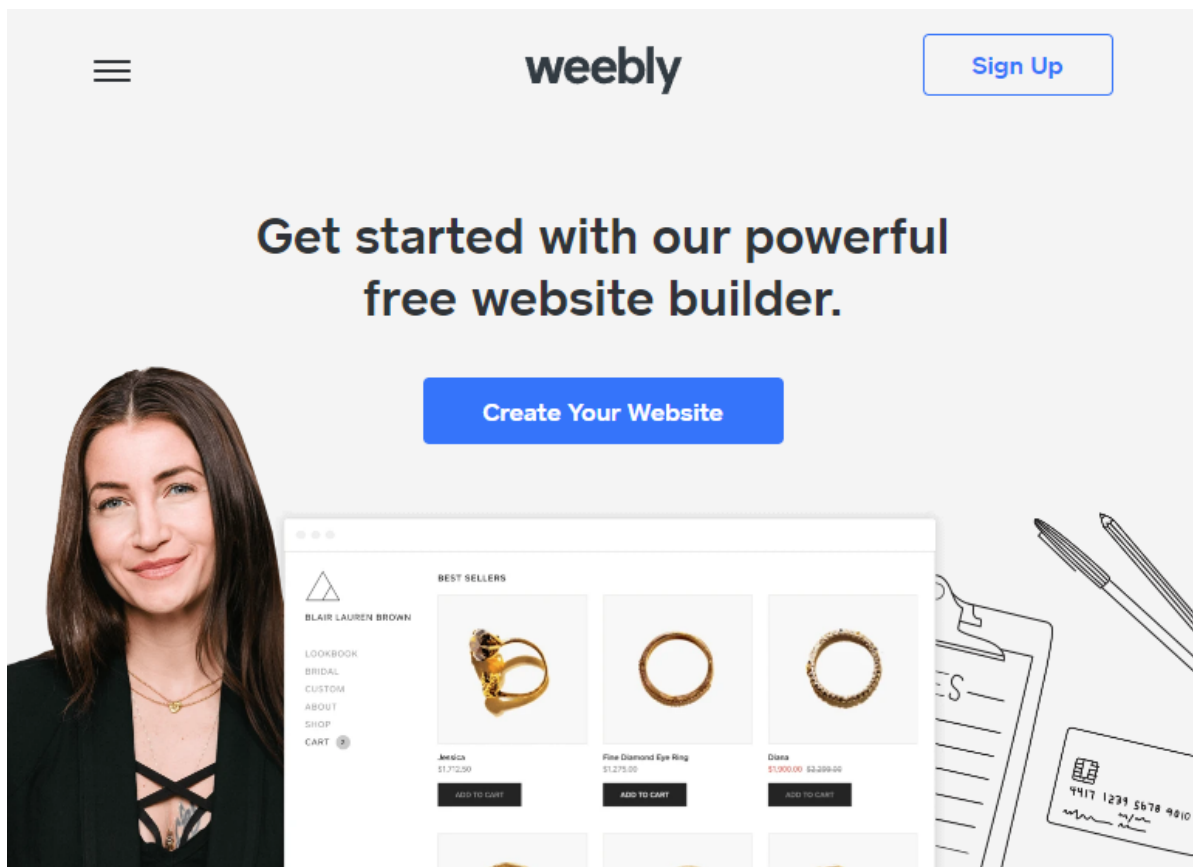 weebly
Sign Up
Get started with our powerful
free website builder.
Create Your Website
BEST SELLERS
BLAIR LAUREN BROWN
LOOKBOOK
BRIDAL
CUSTOM
ABOUT
SHOP
CART
Jessica
$1,712.50
ADD TO CART
Fine Diamond Eye Ring
$1,275.00
ADD TO CART
Diana
$1,900.00 $2,200.00
ADD TO CART
ES
4417 1239 5678 9010